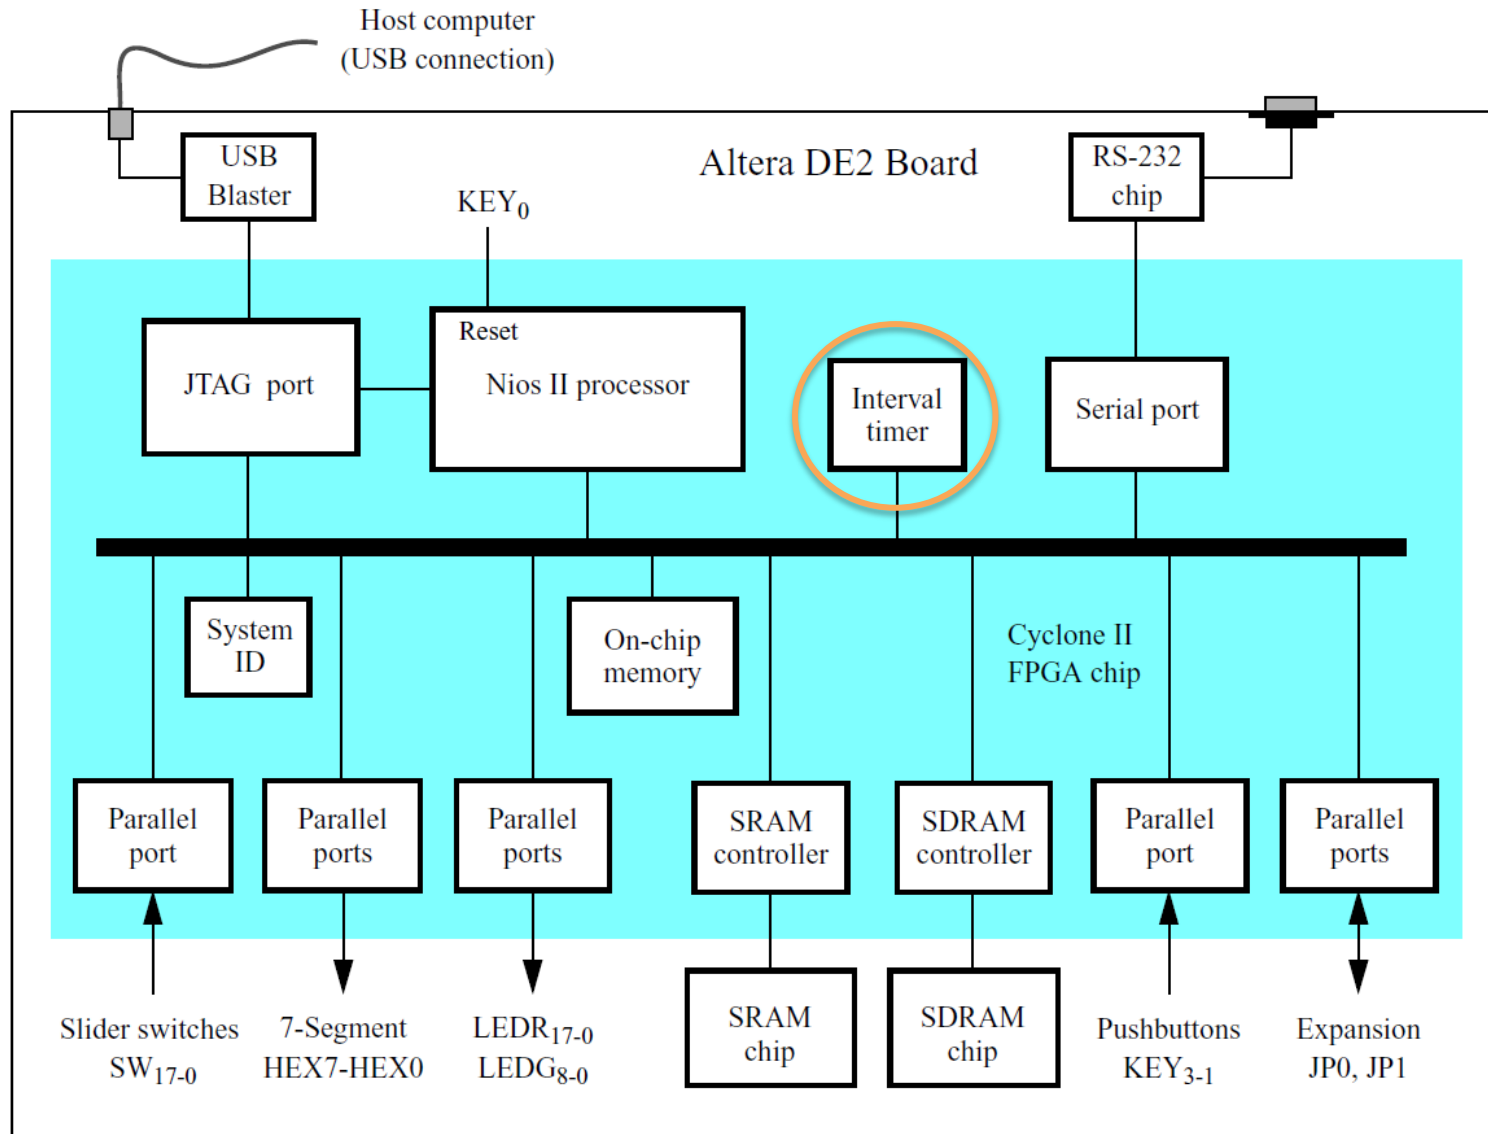 Host computer
(USB connection)
USB
Blaster
Altera DE2 Board
RS-232
chip
KEY0
Reset
JTAG port
Nios II processor
Interval
timer
Serial port
System
ID
On-chip
memory
Cyclone II
FPGA chip
Parallel
port
Parallel
ports
Parallel
ports
SRAM
controller
SDRAM
controller
Parallel
port
Parallel
ports
Slider switches
SW17-0
7-Segment
HEX7-HEX0
LEDR17-0
LEDG8-0
SRAM
chip
SDRAM
chip
Pushbuttons
KEY3-1
Expansion
JP0, JP1